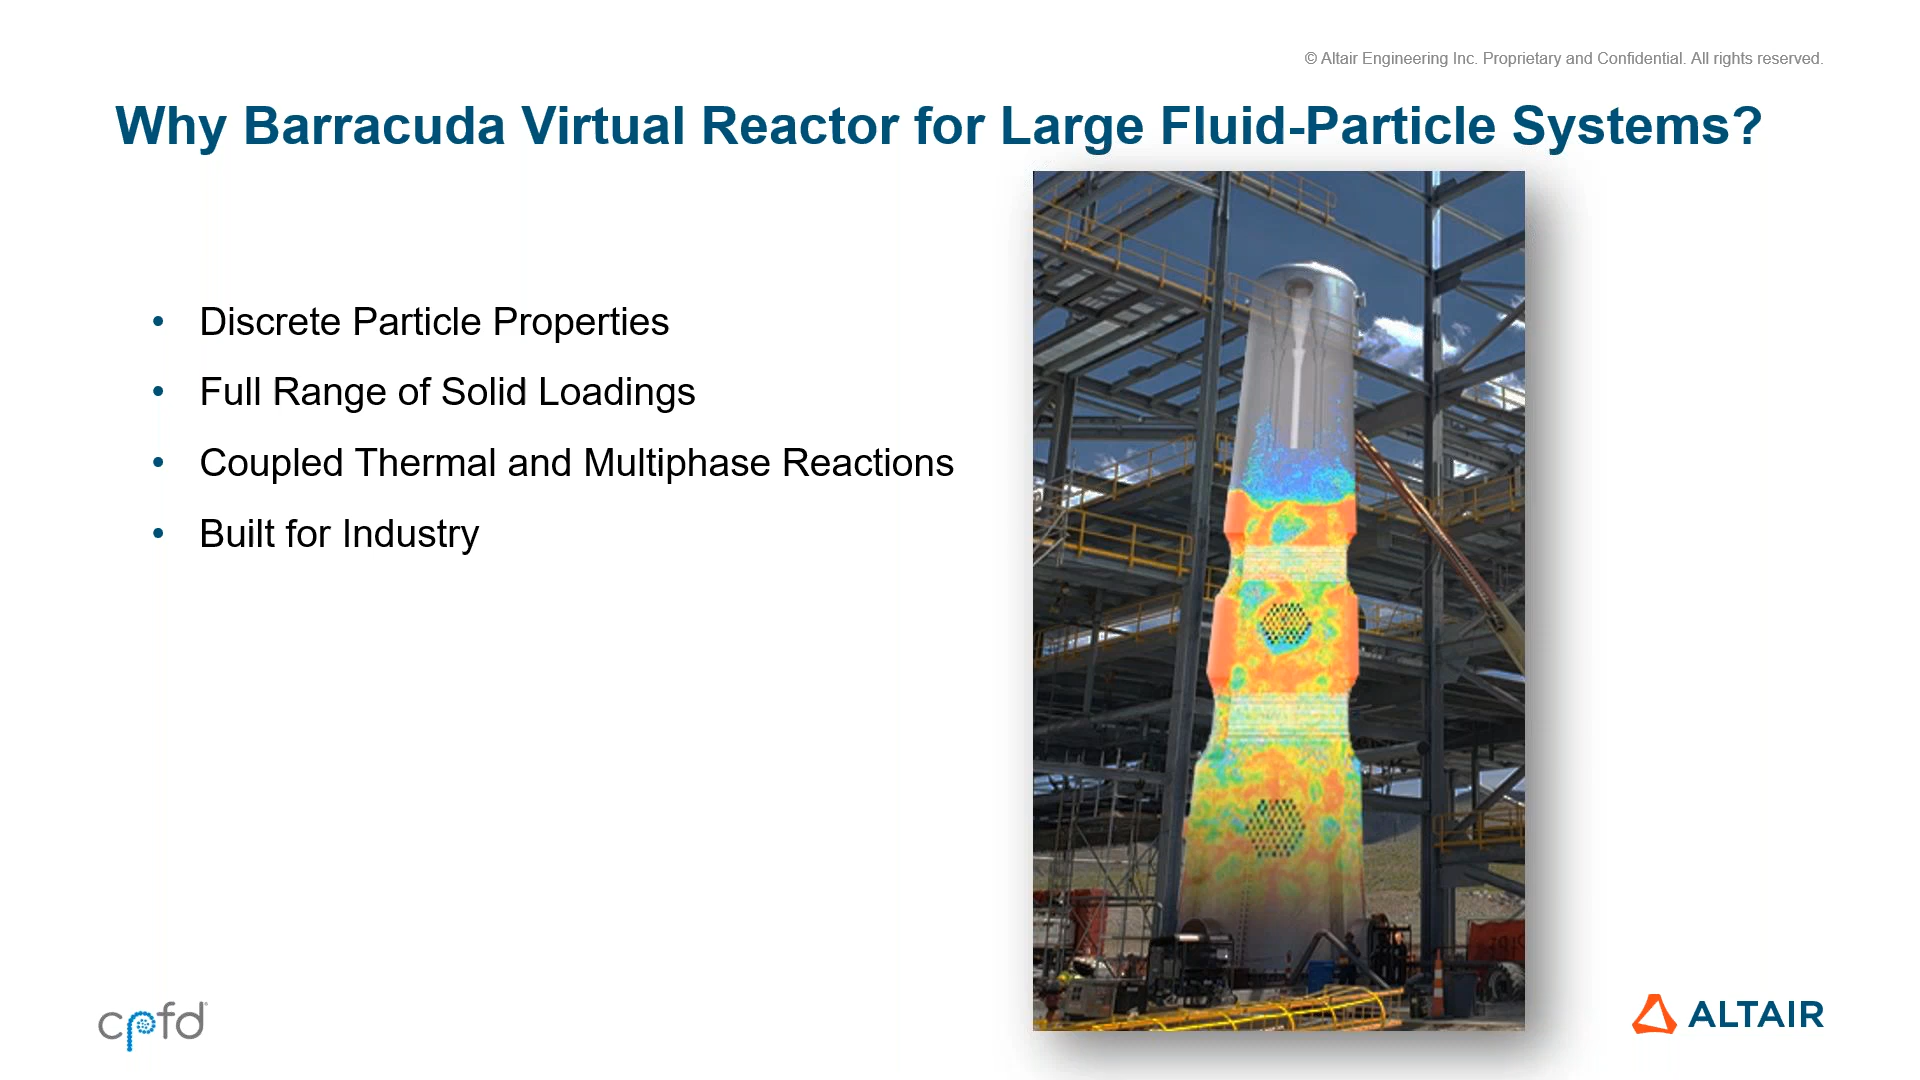 © Altair Engineering Inc. Proprietary and Confidential. All rights reserved.
Why Barracuda Virtual Reactor for Large Fluid-Particle Systems?
• Discrete Particle Properties
• Full Range of Solid Loadings
• Coupled Thermal and Multiphase Reactions
• Built for Industry
cpfd
ALTAIR